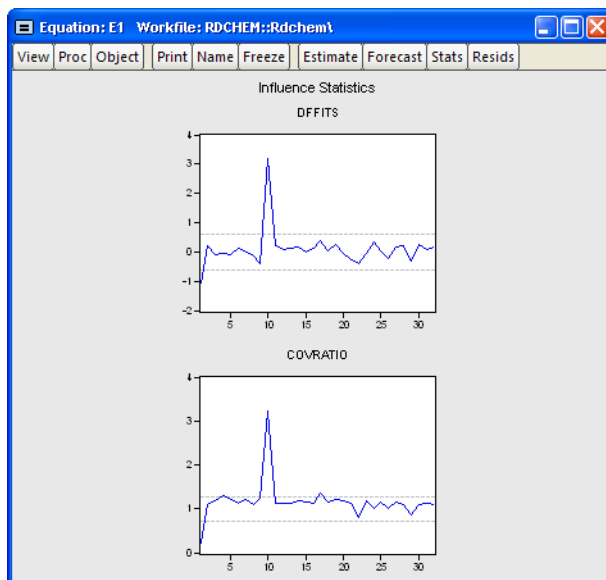 Equation: E1 Workfile: RDCHEM::Rdchem\
View Proc Object Print Name Freeze Estimate Forecast Stats Resids
Influence Statistics
DFFITS
4
3
2
1
0
-1
-2
5 10 15 20 25 30
COVRATIO
4
3
2
1
0
5 10 15 20 25 30